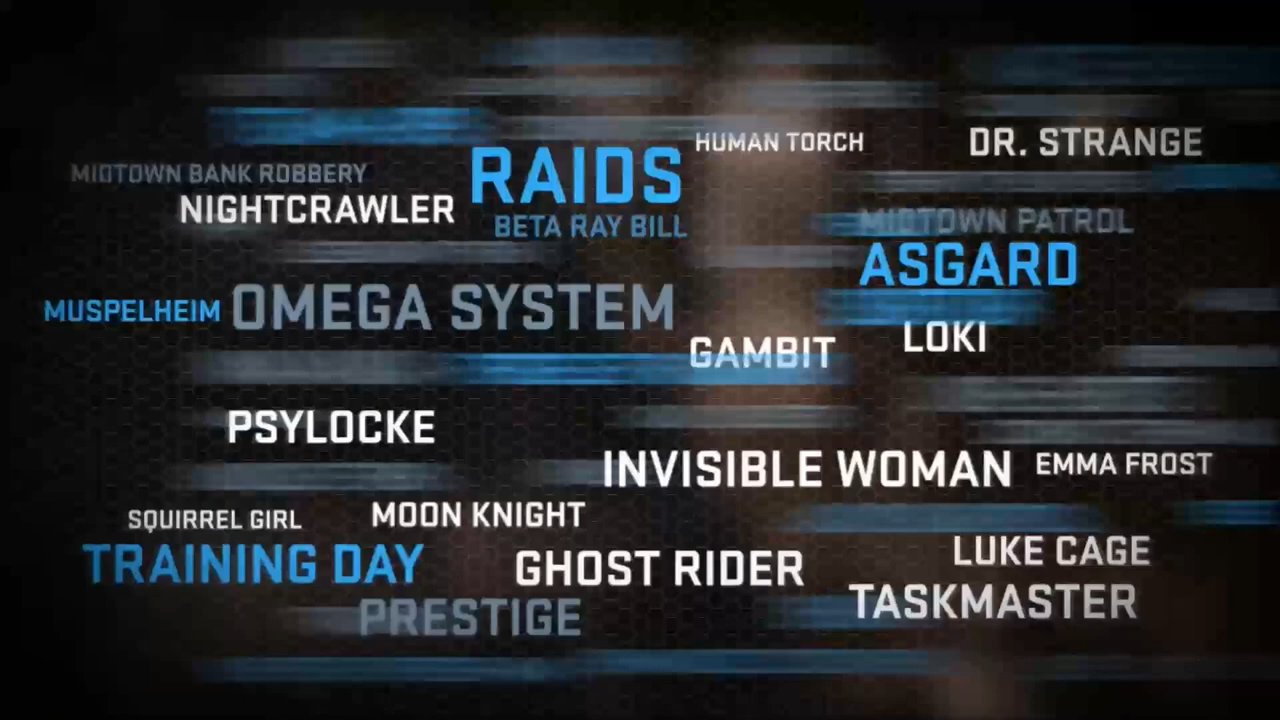 HUMAN TORCH
DR. STRANGE
MIDTOWN BANK ROBBERY
RAIDS
NIGHTCRAWLER
BETA RAY BILL
MIDTOWN PATROL
ASGARD
MUSPELHEIM
OMEGA SYSTEM
LOKI
GAMBIT
PSYLOCKE
INVISIBLE WOMAN
EMMA FROST
SQUIRREL GIRL
MOON KNIGHT
TRAINING DAY
GHOST RIDER
LUKE CAGE
TASKMASTER
PRESTIGE